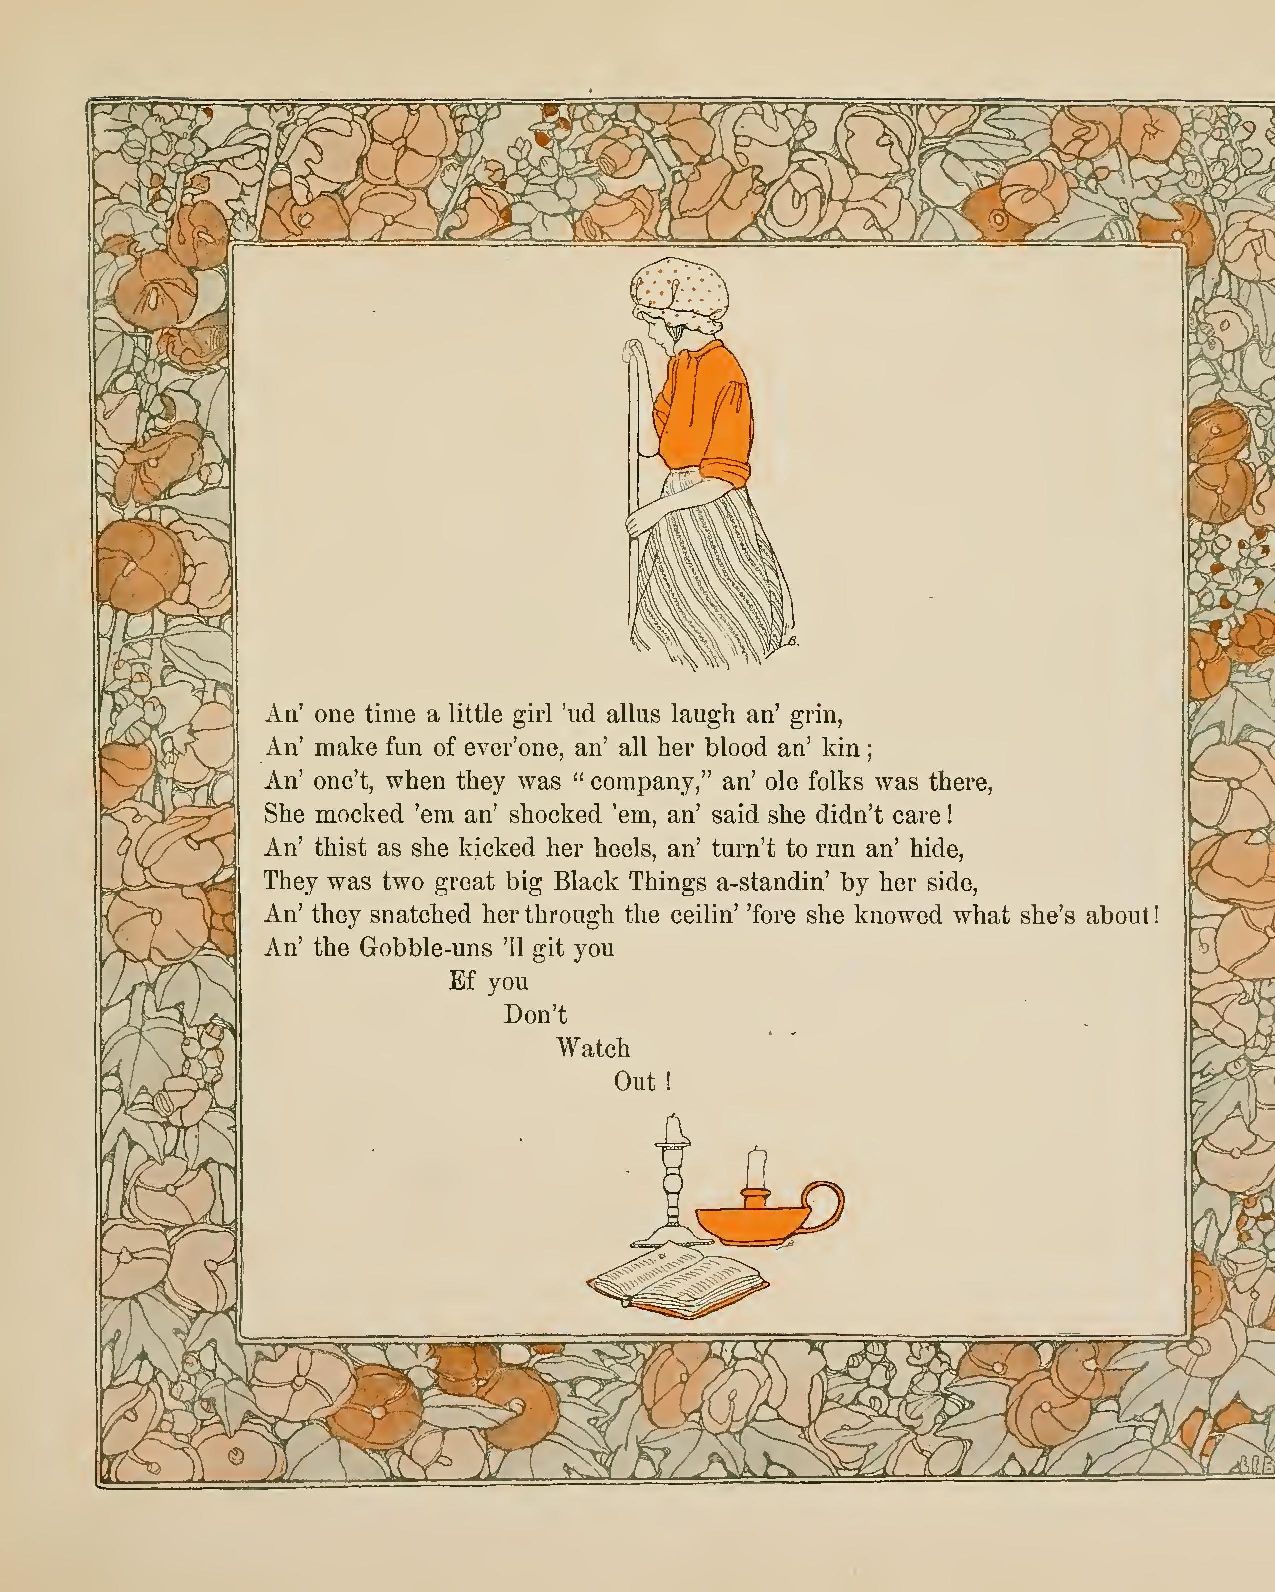 An' one time a little girl 'ud allus laugh an' grin,
An' make fun of ever'one, an' all her blood an' kin;
An' onc't, when they was "company," an' ole folks was there,
She mocked 'em an' shocked 'em, an' said she didn't care!
An' thist as she kicked her heels, an' turn't to run an' hide,
They was two great big Black Things a-standin' by her side,
An' they snatched her through the ceilin' 'fore she knowed what she's about!
An' the Gobble-uns 'll git you
Ef you
Don't
Watch
Out!